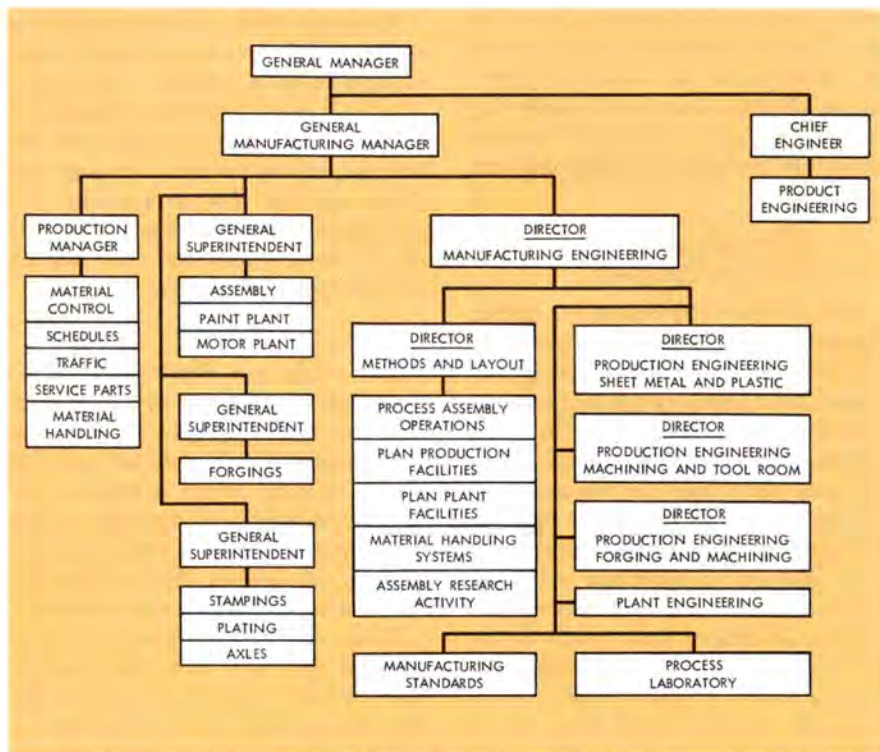 GENERAL MANAGER
GENERAL
MANUFACTURING MANAGER
CHIEF
ENGINEER
PRODUCT
ENGINEERING
PRODUCTION
MANAGER
MATERIAL
CONTROL
SCHEDULES
TRAFFIC
SERVICE PARTS
MATERIAL
HANDLING
GENERAL
SUPERINTENDENT
ASSEMBLY
PAINT PLANT
MOTOR PLANT
GENERAL
SUPERINTENDENT
FORGINGS
GENERAL
SUPERINTENDENT
STAMPINGS
PLATING
AXLES
DIRECTOR
MANUFACTURING ENGINEERING
DIRECTOR
METHODS AND LAYOUT
PROCESS ASSEMBLY
OPERATIONS
PLAN PRODUCTION
FACILITIES
PLAN PLANT
FACILITIES
MATERIAL HANDLING
SYSTEMS
ASSEMBLY RESEARCH
ACTIVITY
DIRECTOR
PRODUCTION ENGINEERING
SHEET METAL AND PLASTIC
DIRECTOR
PRODUCTION ENGINEERING
MACHINING AND TOOL ROOM
DIRECTOR
PRODUCTION ENGINEERING
FORGING AND MACHINING
PLANT ENGINEERING
MANUFACTURING
STANDARDS
PROCESS
LABORATORY